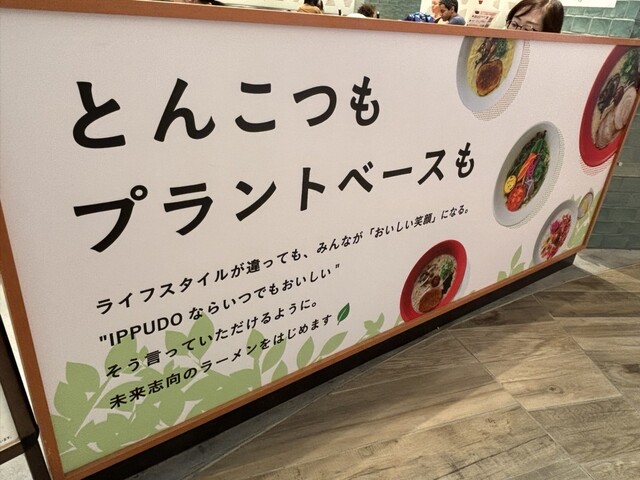 とんこつも
プラントベースも
ライフスタイルが違っても、みんなが「おいしい笑顔」になる。
"IPPUDOならいつでもおいしい"
そう言っていただけるように。
未来志向のラーメンをはじめます